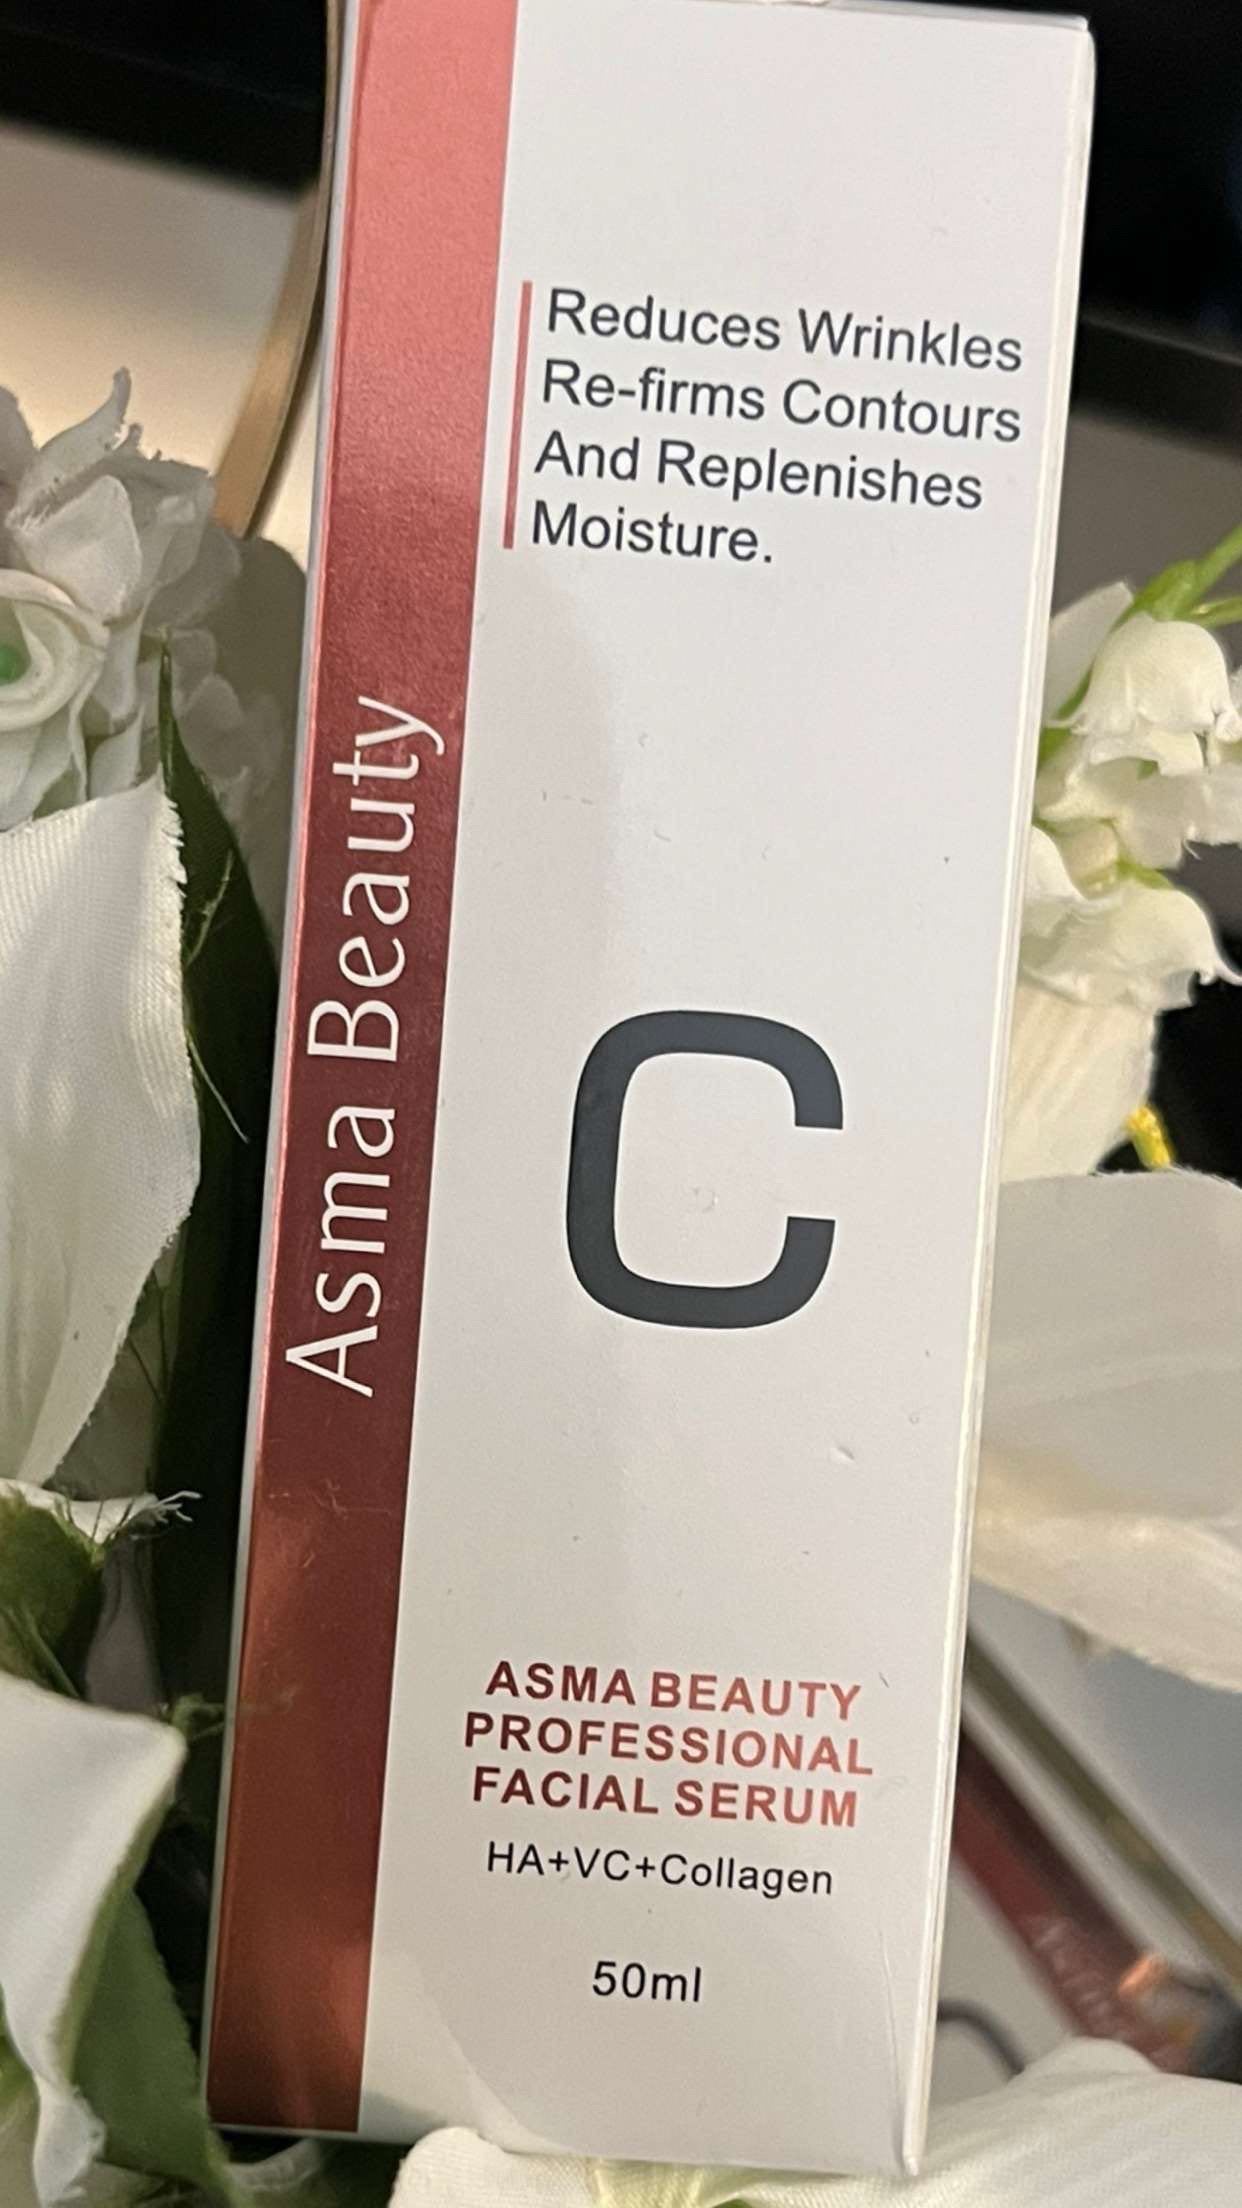 Reduces Wrinkles
Re-firms Contours
And Replenishes
Moisture.
Asma Beauty
C
ASMA BEAUTY
PROFESSIONAL
FACIAL SERUM
HA+VC+Collagen
50ml